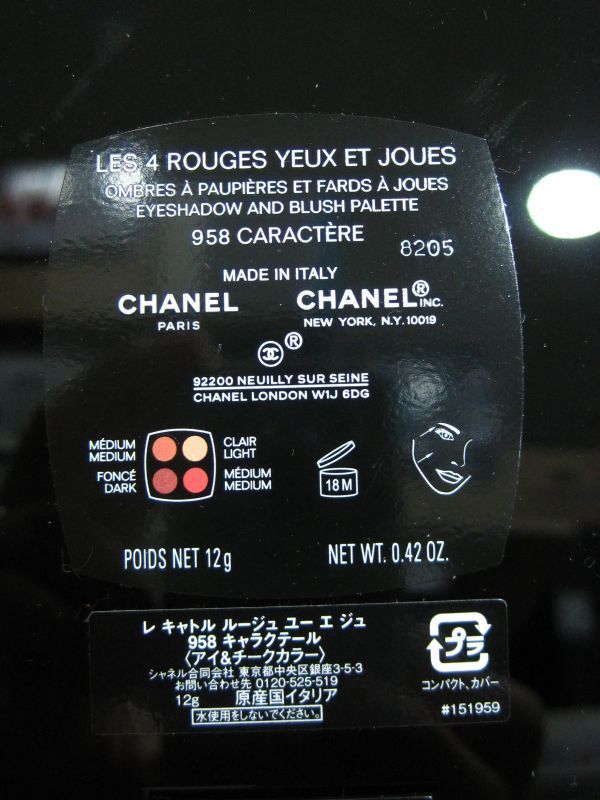 LES 4 ROUGES YEUX ET JOUES
OMBRES À PAUPIÈRES ET FARDS À JOUES
EYESHADOW AND BLUSH PALETTE
958 CARACTÈRE
8205
MADE IN ITALY
CHANEL
PARIS
CHANEL® INC.
NEW YORK, N.Y. 10019
®
92200 NEUILLY SUR SEINE
CHANEL LONDON W1J 6DG
MÉDIUM
MEDIUM
CLAIR
LIGHT
FONCÉ
DARK
MÉDIUM
MEDIUM
18 M
POIDS NET 12g
NET WT. 0.42 OZ.
レ キャトル ルージュ ユー エ ジュ
958 キャラクテール
〈アイ&チークカラー〉
シャネル合同会社 東京都中央区銀座3-5-3
お問い合わせ先 0120-525-519
12g 原産国イタリア
水使用をしないでください。
プラ
コンパクト、カバー
#151959